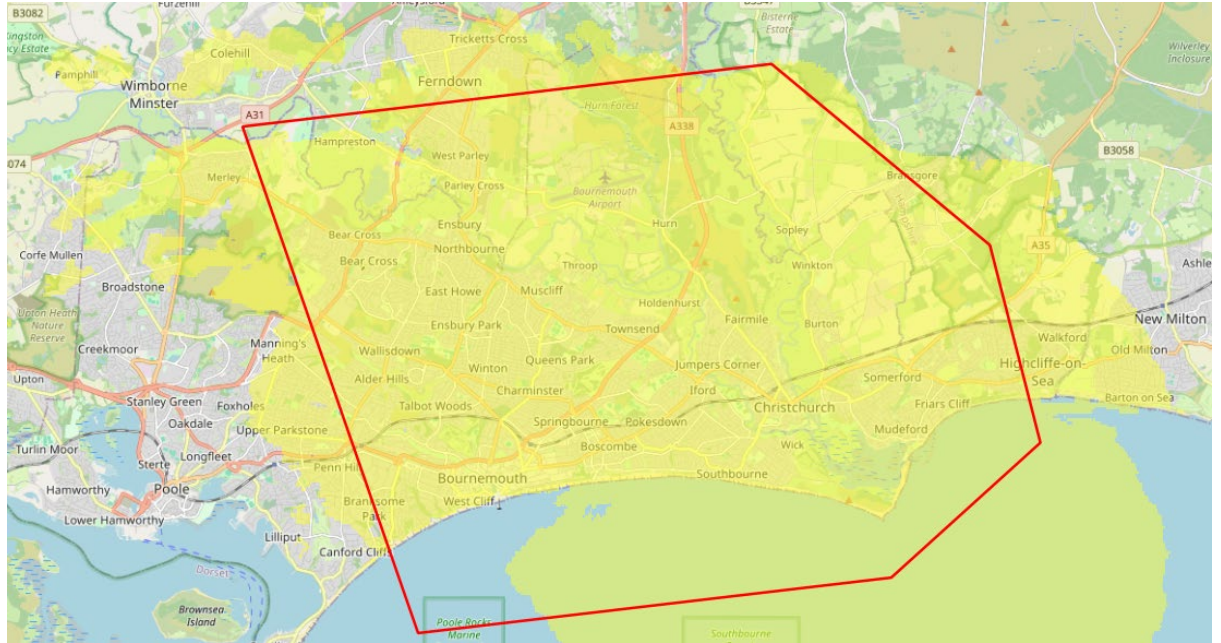 B3082
Furzehill
Ameysford
B3347
Bisterne
Estate
Kingston
cy Estate
Tricketts Cross
Colehill
Wilverley
Inclosure
Pamphill
Ferndown
Wimborne
Minster
Hurn Forest
A31
A338
Hampreston
B3058
West Parley
3074
Merley
Parley Cross
Bournemouth
Airport
Bransgore
Ensbury
Hurn
Sopley
Bear Cross
Northbourne
A35
Corfe Mullen
Bear Cross
Throop
Winkton
Ashle
Broadstone
East Howe
Muscliff
Holdenhurst
Upton Heath
Nature
Reserve
Ensbury Park
Townsend
Fairmile
Burton
New Milton
Creekmoor
Manning's
Heath
Wallisdown
Queens Park
Walkford
Old Milton
Upton
Alder Hills
Winton
Jumpers Corner
Highcliffe-on-
Sea
Stanley Green
Foxholes
Talbot Woods
Charminster
Iford
Somerford
Barton on Sea
Oakdale
Upper Parkstone
Springbourne
Pokesdown
Christchurch
Friars Cliff
Turlin Moor
Longfleet
Boscombe
Wick
Mudeford
Sterte
Penn Hill
Bournemouth
Southbourne
Hamworthy
Poole
Branksome
Park
West Cliff
Lower Hamworthy
Lilliput
Canford Cliffs
Dorset
Brownsea
Island
Poole Rocks
Marine
Southbourne